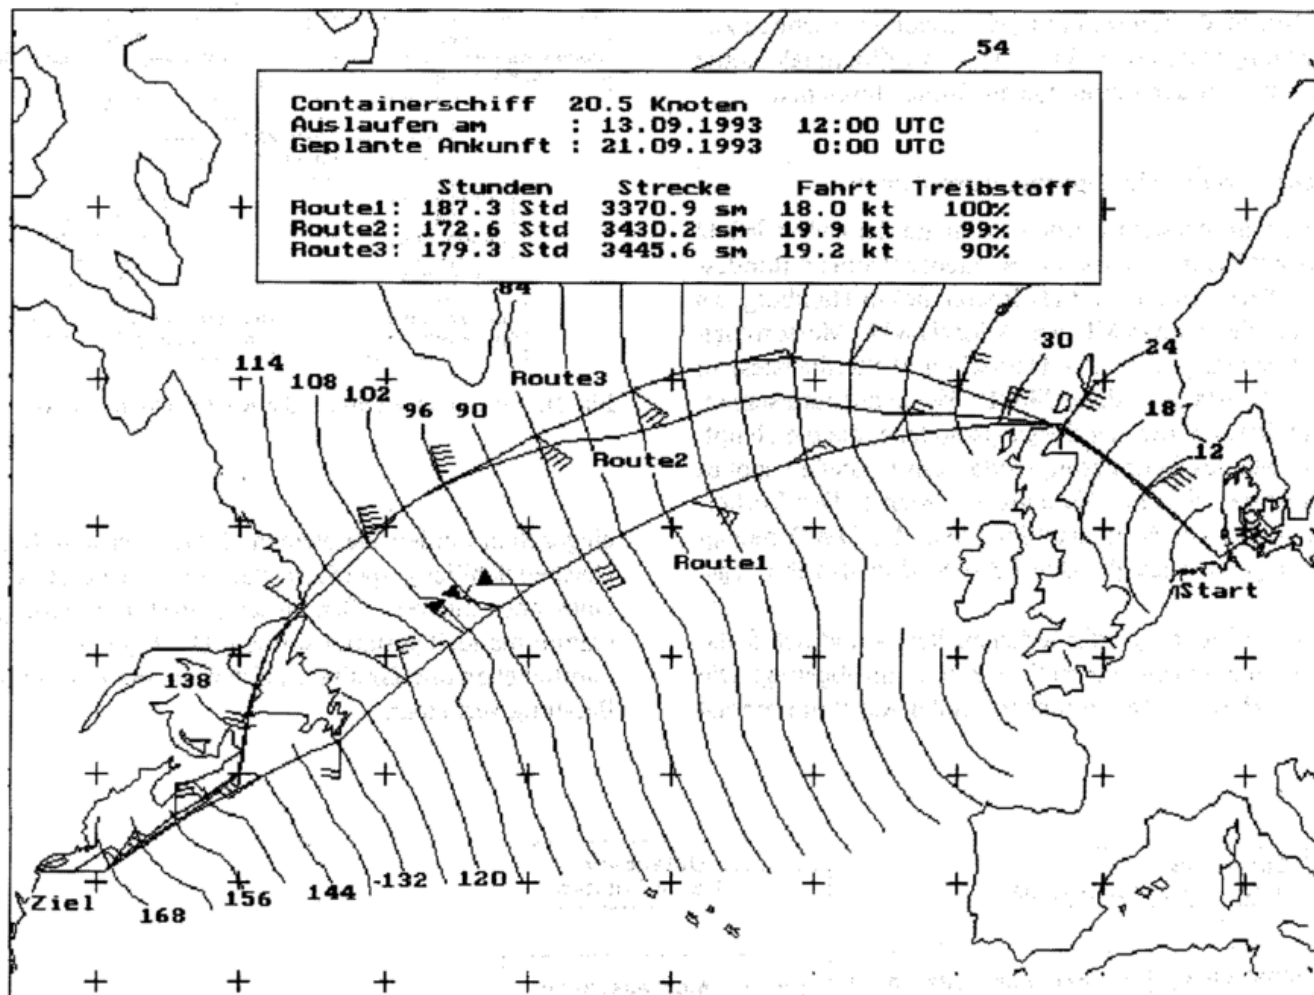 54
Containerschiff 20.5 Knoten
Auslaufen am : 13.09.1993 12:00 UTC
Geplante Ankunft : 21.09.1993 0:00 UTC
Stunden Strecke Fahrt Treibstoff
Route1: 187.3 Std 3370.9 sm 18.0 kt 100%
Route2: 172.6 Std 3430.2 sm 19.9 kt 99%
Route3: 179.3 Std 3445.6 sm 19.2 kt 90%
84
30
24
114
108
102
96
90
Route3
18
12
Route2
Route1
Start
138
Ziel
168
156
144
132
120